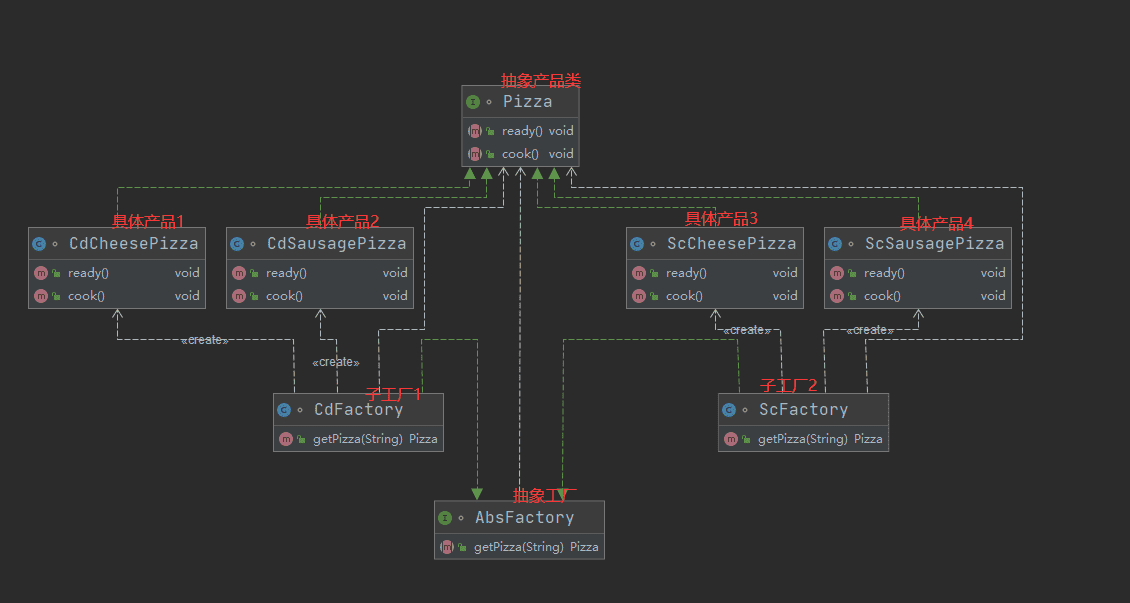 抽象产品类
Pizza
ready() void
cook() void
具体产品1
CdCheesePizza
ready() void
cook() void
具体产品2
CdSausagePizza
ready() void
cook() void
具体产品3
ScCheesePizza
ready() void
cook() void
具体产品4
ScSausagePizza
ready() void
cook() void
«create»
«create»
«create»
«create»
子工厂1
CdFactory
getPizza(String) Pizza
子工厂2
ScFactory
getPizza(String) Pizza
抽象工厂
AbsFactory
getPizza(String) Pizza